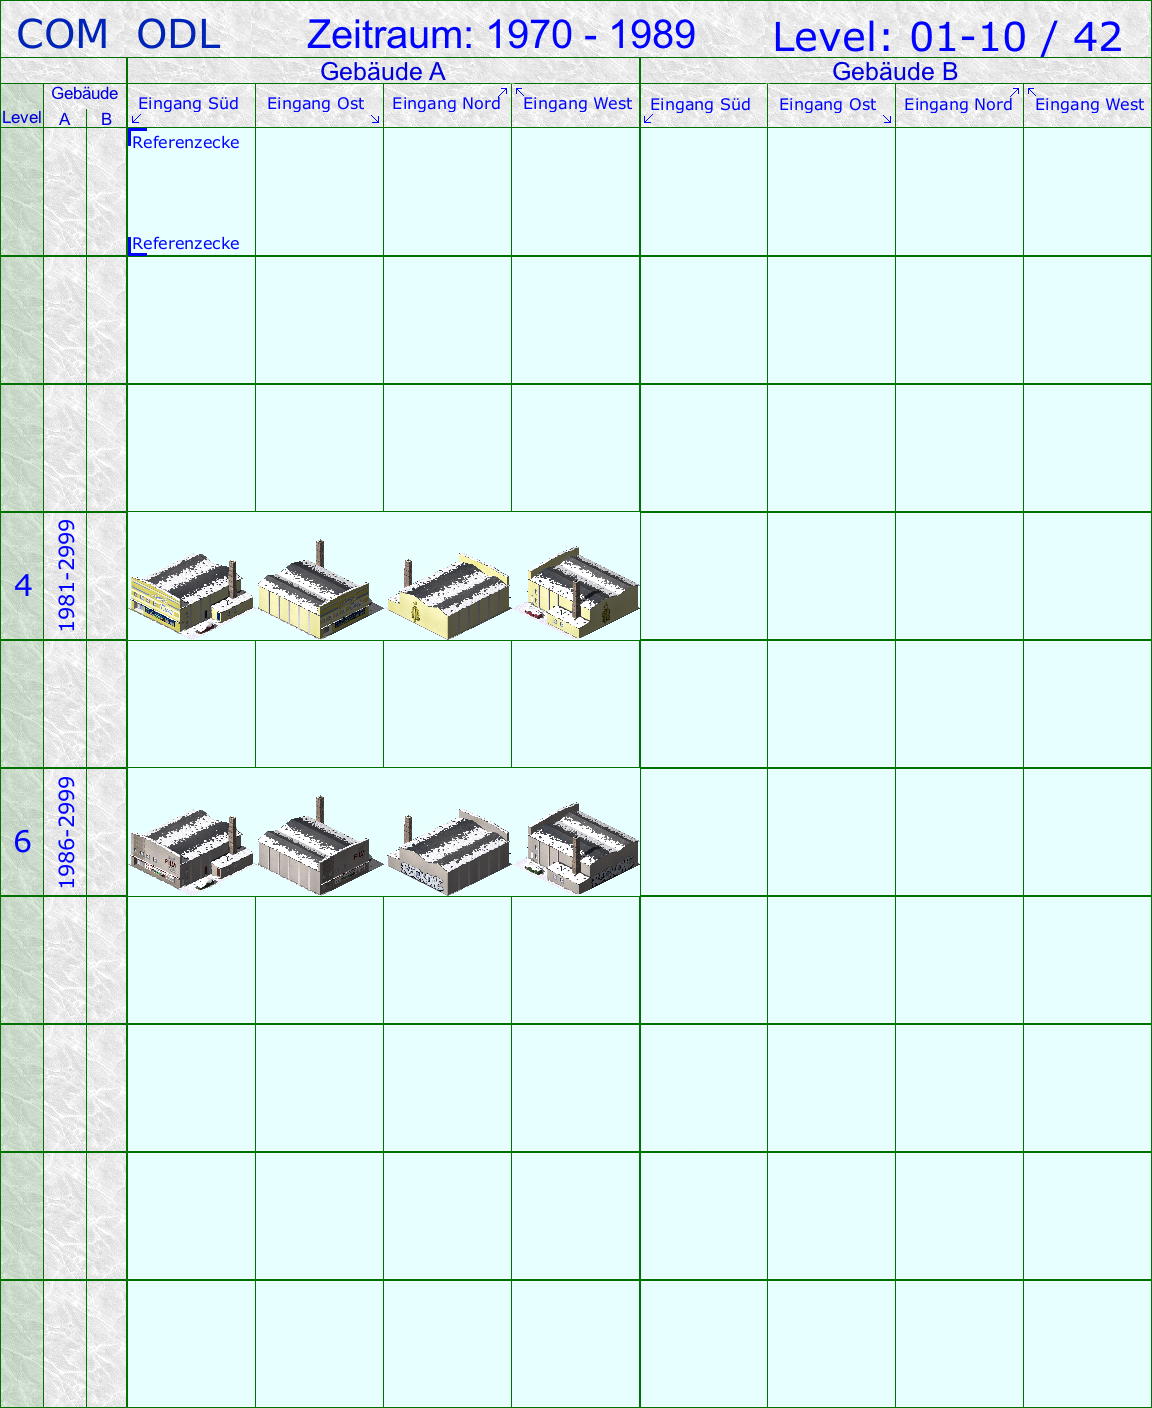 COM ODL Zeitraum: 1970 - 1989 Level: 01-10 / 42
Gebäude A Gebäude B
Level Gebäude A B Eingang Süd Eingang Ost Eingang Nord Eingang West Eingang Süd Eingang Ost Eingang Nord Eingang West
Referenzecke
Referenzecke
4 1981-2999
6 1986-2999